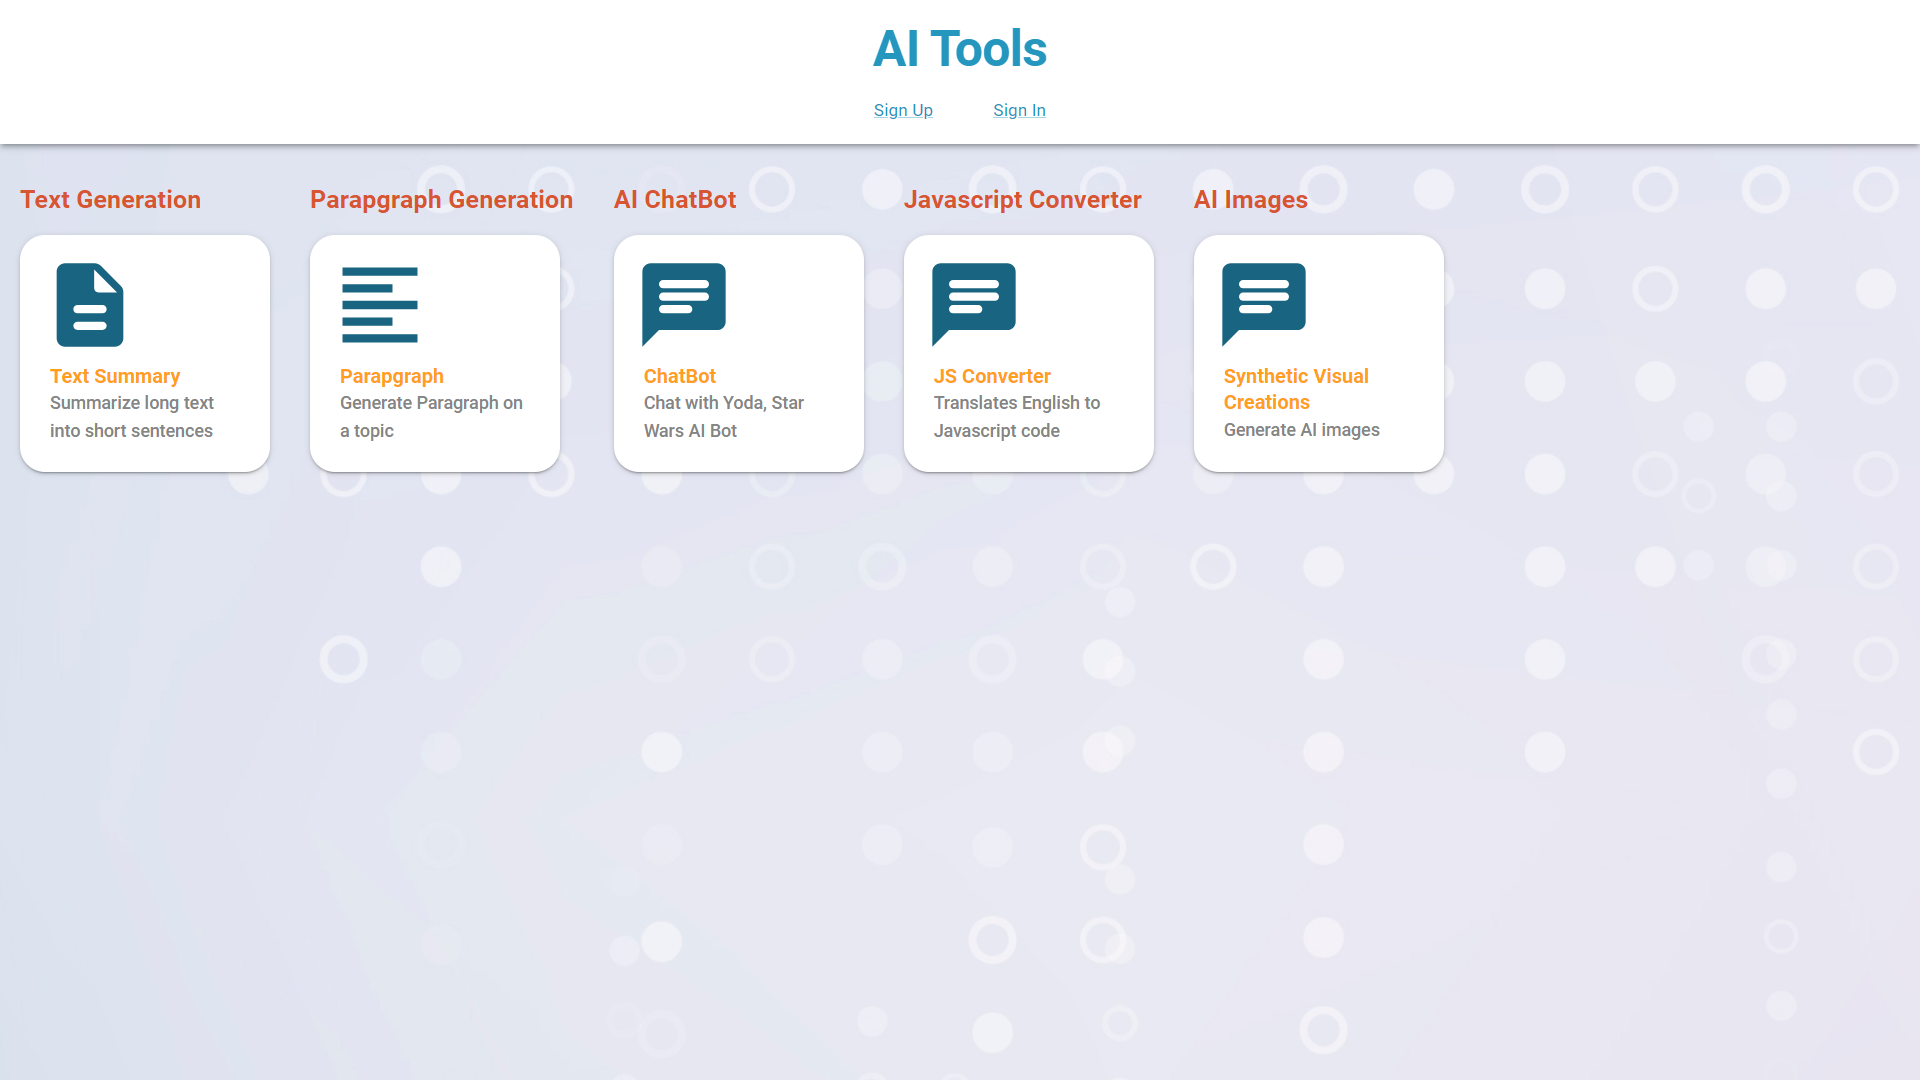 AI Tools
Sign Up
Sign In
Text Generation
Text Summary
Summarize long text
into short sentences
Parapgraph Generation
Parapgraph
Generate Paragraph on
a topic
AI ChatBot
ChatBot
Chat with Yoda, Star
Wars AI Bot
Javascript Converter
JS Converter
Translates English to
Javascript code
AI Images
Synthetic Visual
Creations
Generate AI images